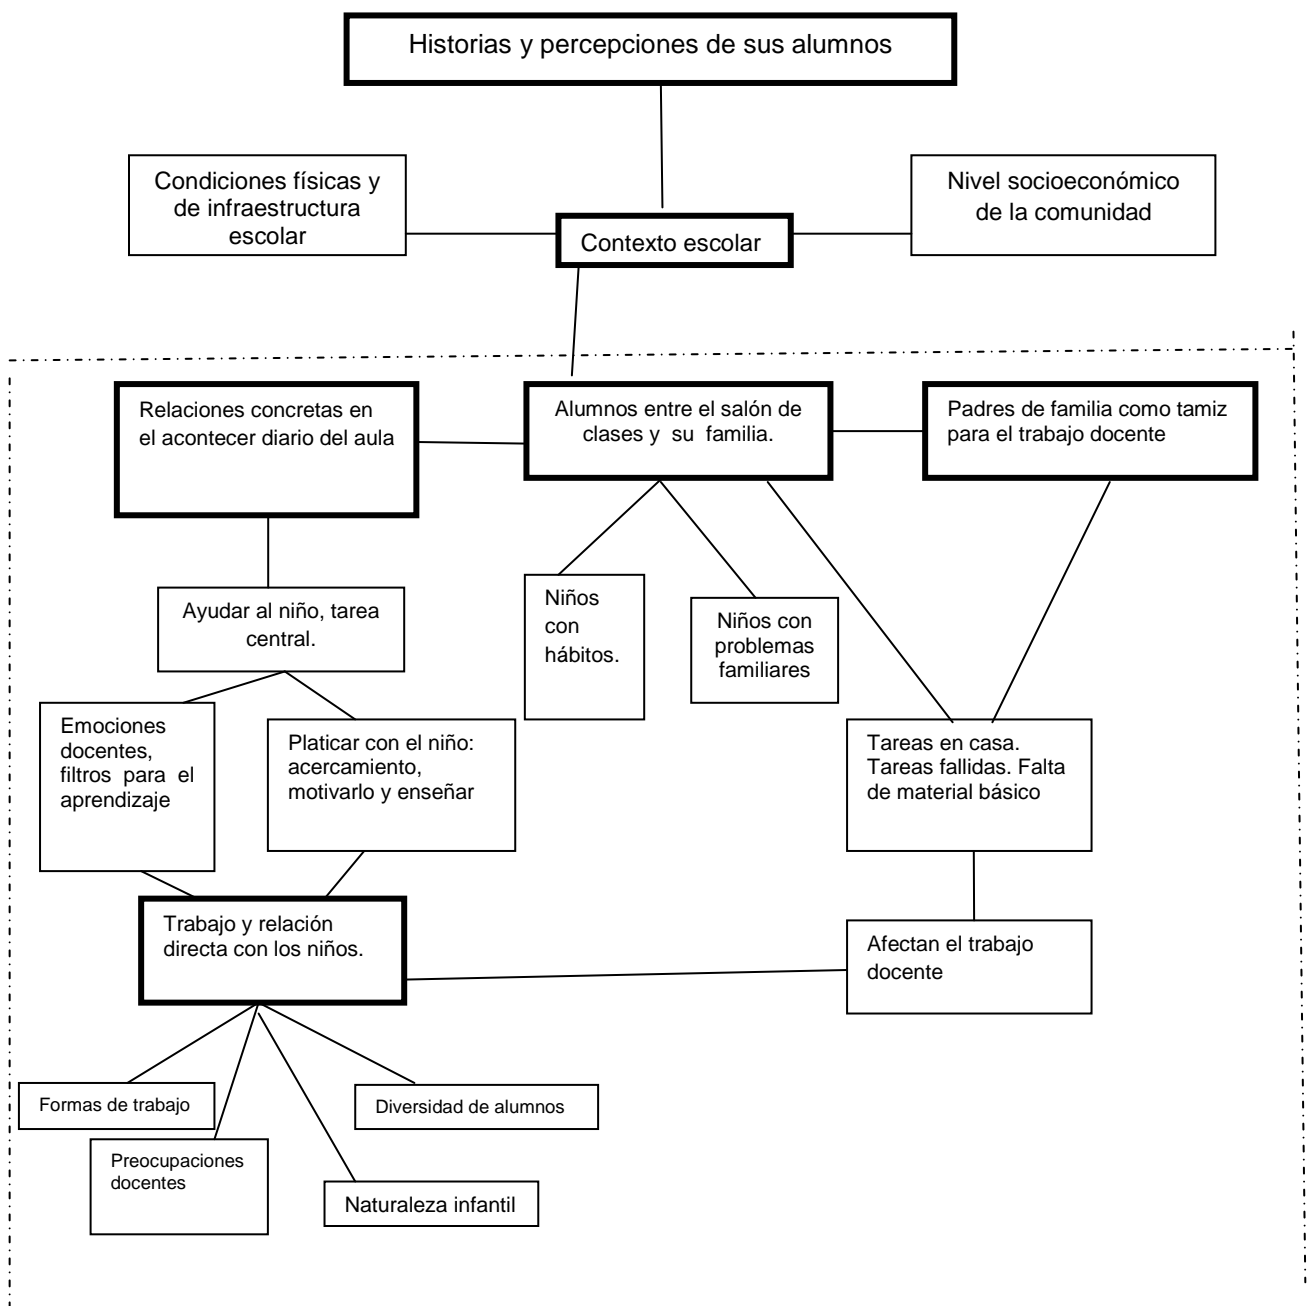 Historias y percepciones de sus alumnos
Condiciones físicas y
de infraestructura
escolar
Nivel socioeconómico
de la comunidad
Contexto escolar
Relaciones concretas en
el acontecer diario del aula
Alumnos entre el salón de
clases y su familia.
Padres de familia como tamiz
para el trabajo docente
Ayudar al niño, tarea
central.
Niños
con
hábitos.
Niños con
problemas
familiares
Emociones
docentes,
filtros para el
aprendizaje
Platicar con el niño:
acercamiento,
motivarlo y enseñar
Tareas en casa.
Tareas fallidas. Falta
de material básico
Trabajo y relación
directa con los niños.
Afectan el trabajo
docente
Formas de trabajo
Diversidad de alumnos
Preocupaciones
docentes
Naturaleza infantil